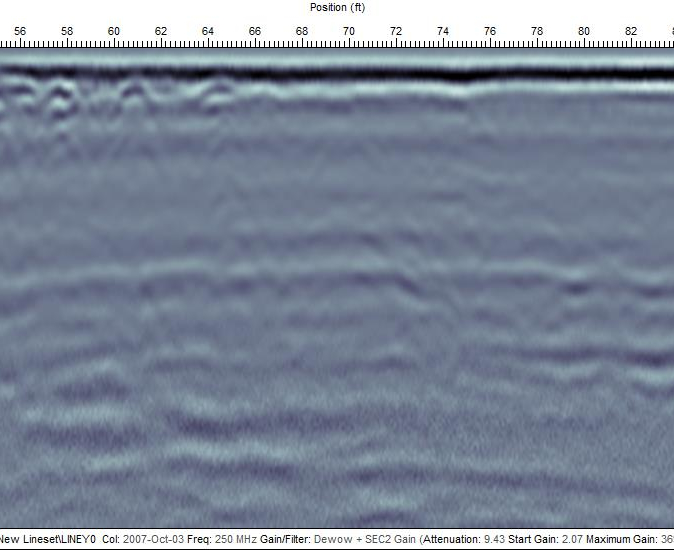 Position (ft)
56 58 60 62 64 66 68 70 72 74 76 78 80 82
New Lineset\LINEY0 Col: 2007-Oct-03 Freq: 250 MHz Gain/Filter: Dewow + SEC2 Gain (Attenuation: 9.43 Start Gain: 2.07 Maximum Gain: